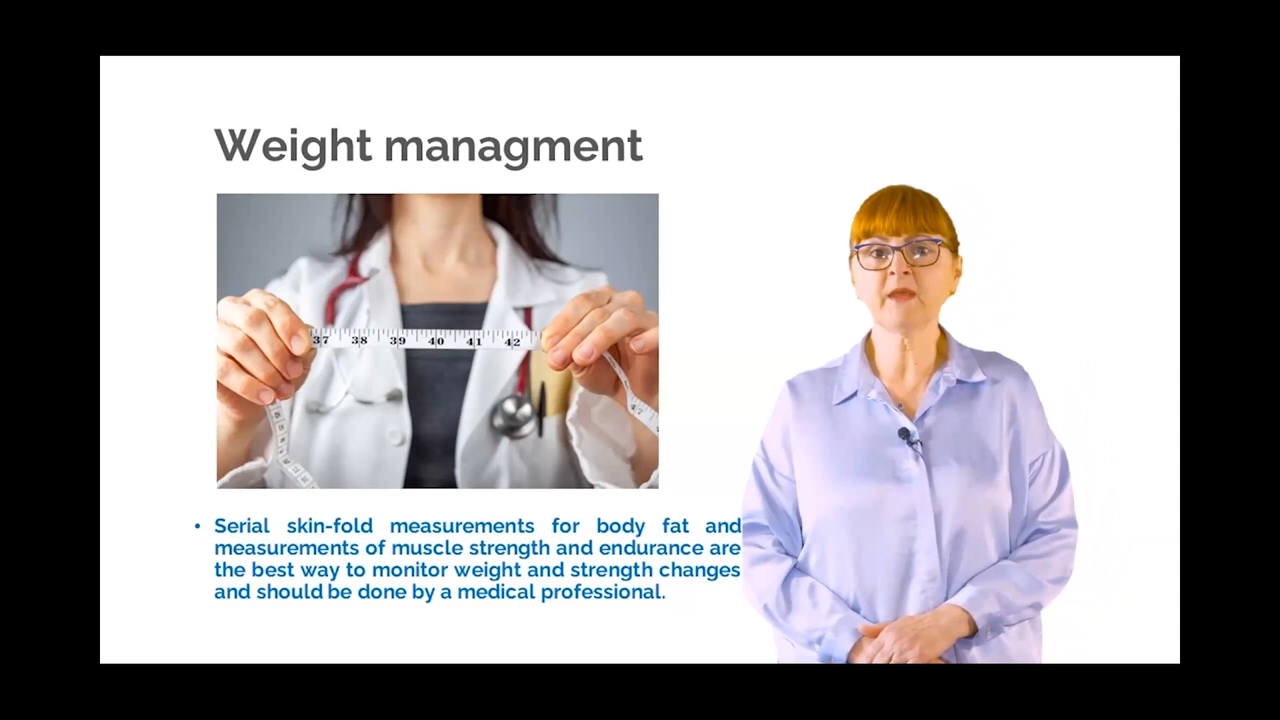 Weight managment
37 38 39 40 41 42
• Serial skin-fold measurements for body fat and
measurements of muscle strength and endurance are
the best way to monitor weight and strength changes
and should be done by a medical professional.